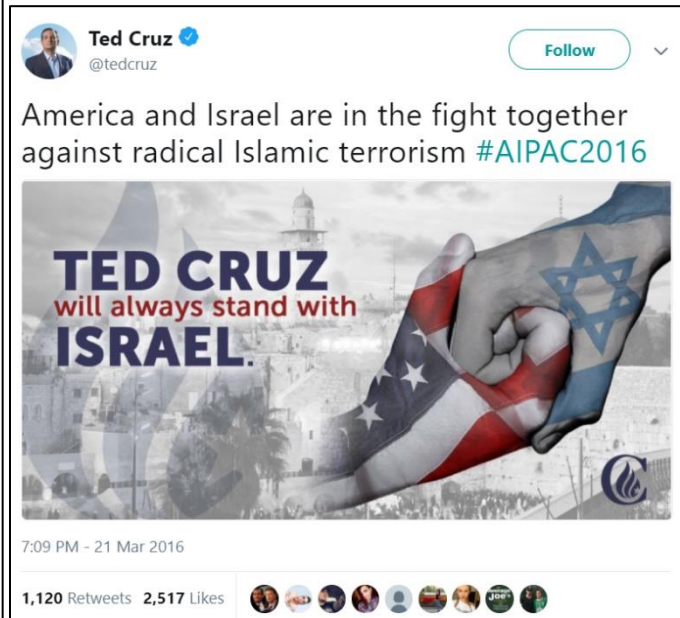 Ted Cruz
@tedcruz
Follow
America and Israel are in the fight together
against radical Islamic terrorism #AIPAC2016
TED CRUZ
will always stand with
ISRAEL.
7:09 PM - 21 Mar 2016
1,120 Retweets 2,517 Likes